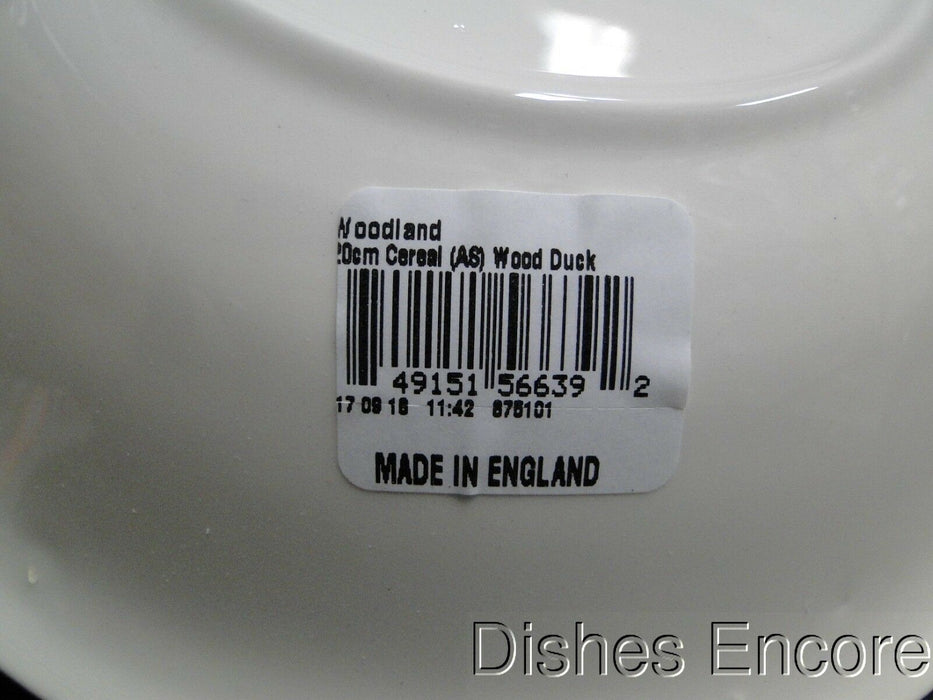 Woodland
20cm Cereal (AS) Wood Duck
49151 56639 2
17 09 16 11:42 878101
MADE IN ENGLAND
Dishes Encore